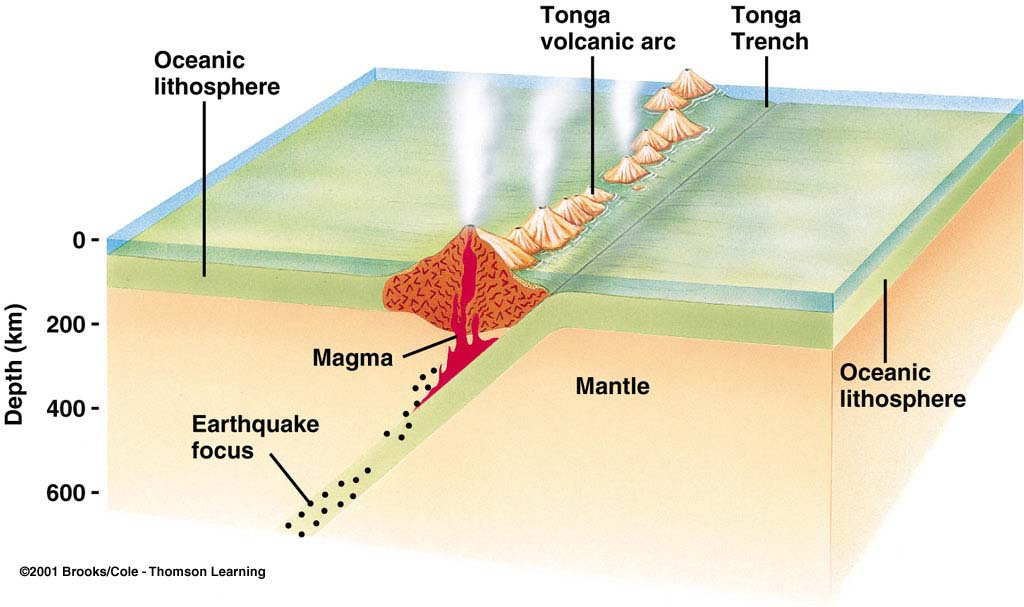 Tonga
volcanic arc
Tonga
Trench
Oceanic
lithosphere
0 -
200 -
400 -
600 -
Depth (km)
Magma
Mantle
Oceanic
lithosphere
Earthquake
focus
©2001 Brooks/Cole - Thomson Learning